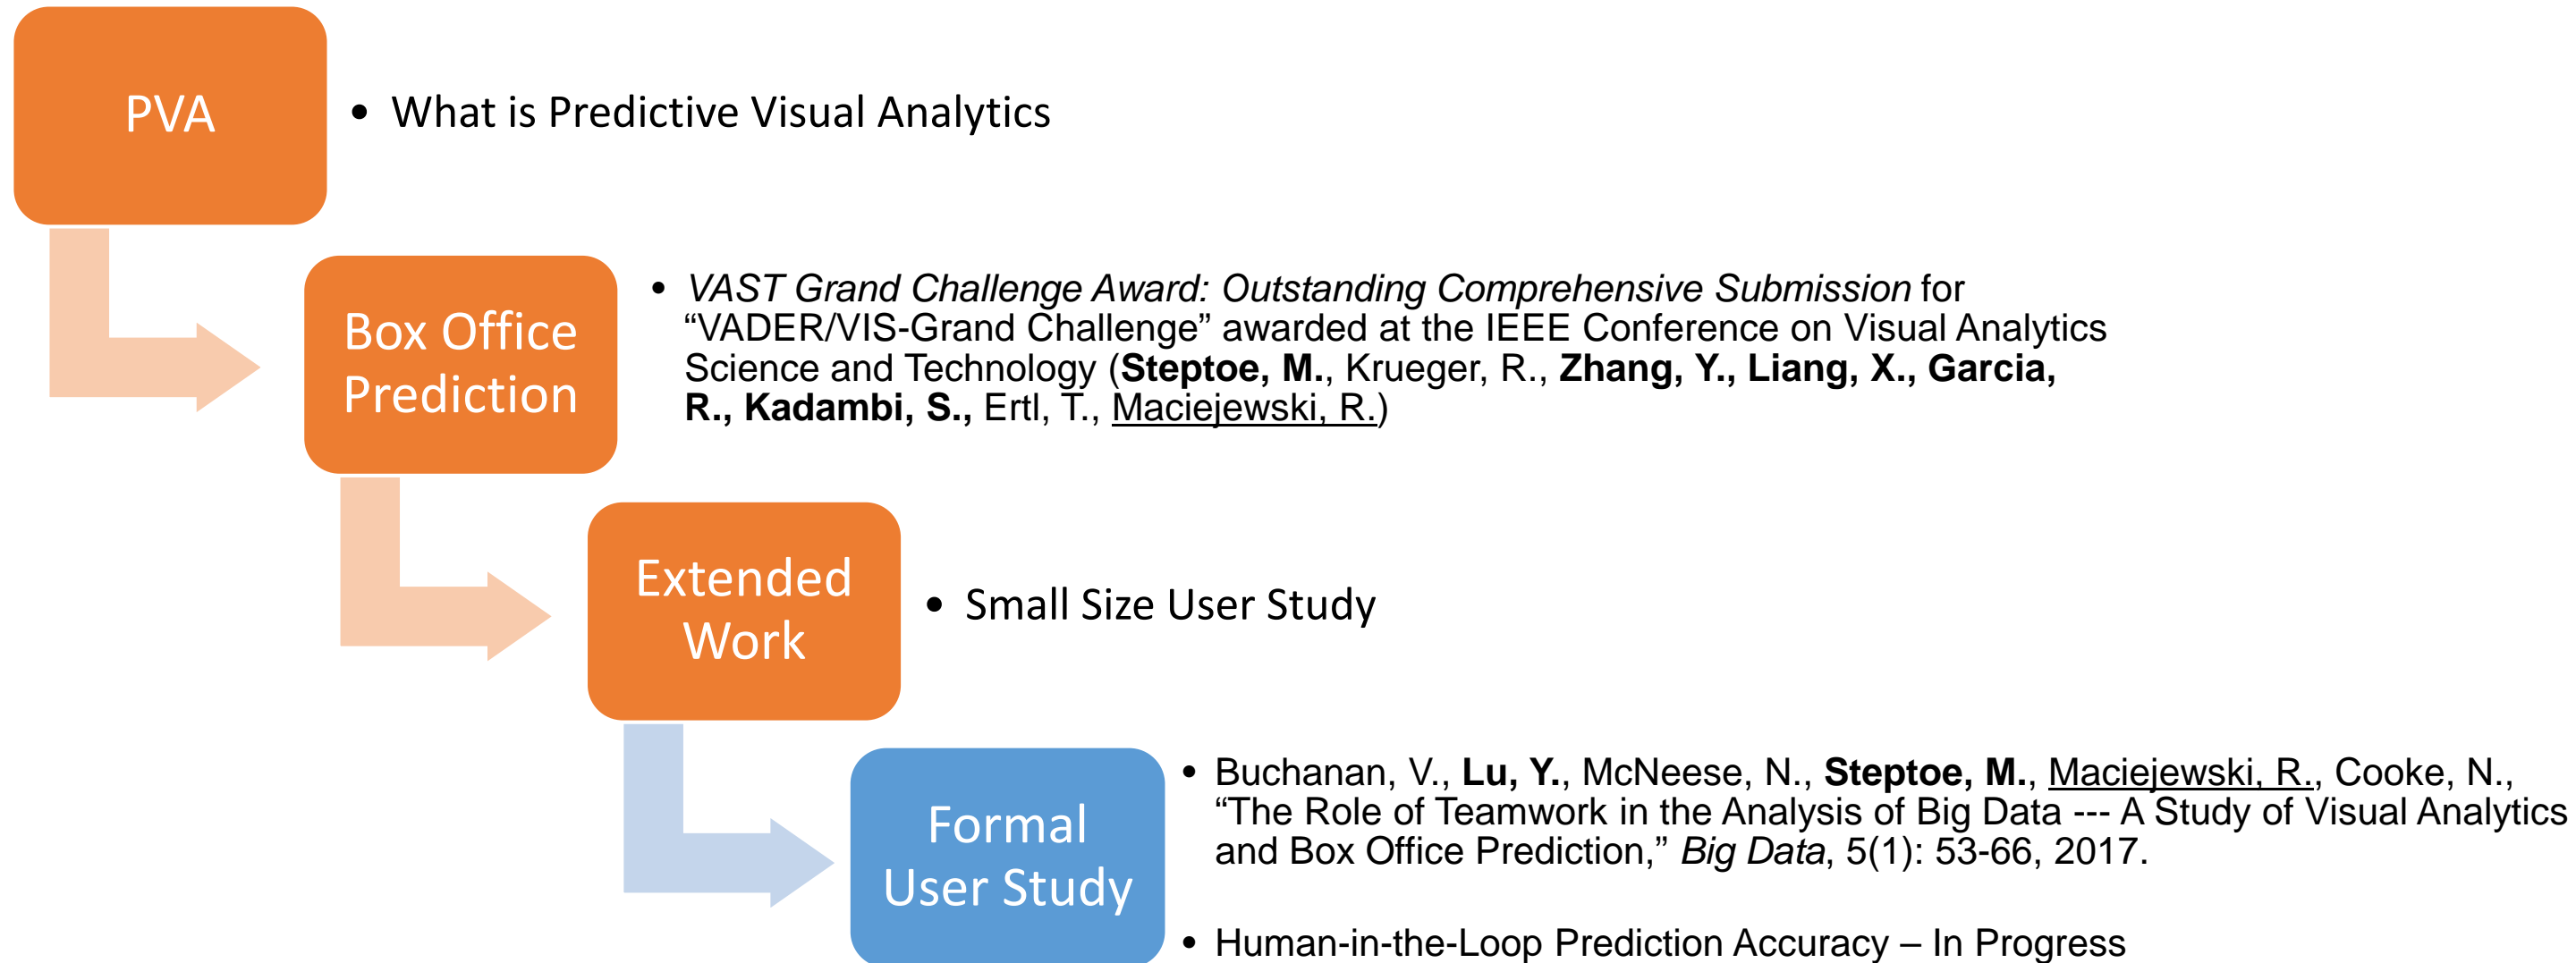 PVA
• What is Predictive Visual Analytics
Box Office
Prediction
• VAST Grand Challenge Award: Outstanding Comprehensive Submission for
“VADER/VIS-Grand Challenge” awarded at the IEEE Conference on Visual Analytics
Science and Technology (Steptoe, M., Krueger, R., Zhang, Y., Liang, X., Garcia,
R., Kadambi, S., Ertl, T., Maciejewski, R.)
Extended
Work
• Small Size User Study
Formal
User Study
• Buchanan, V., Lu, Y., McNeese, N., Steptoe, M., Maciejewski, R., Cooke, N.,
“The Role of Teamwork in the Analysis of Big Data --- A Study of Visual Analytics
and Box Office Prediction,” Big Data, 5(1): 53-66, 2017.
• Human-in-the-Loop Prediction Accuracy – In Progress